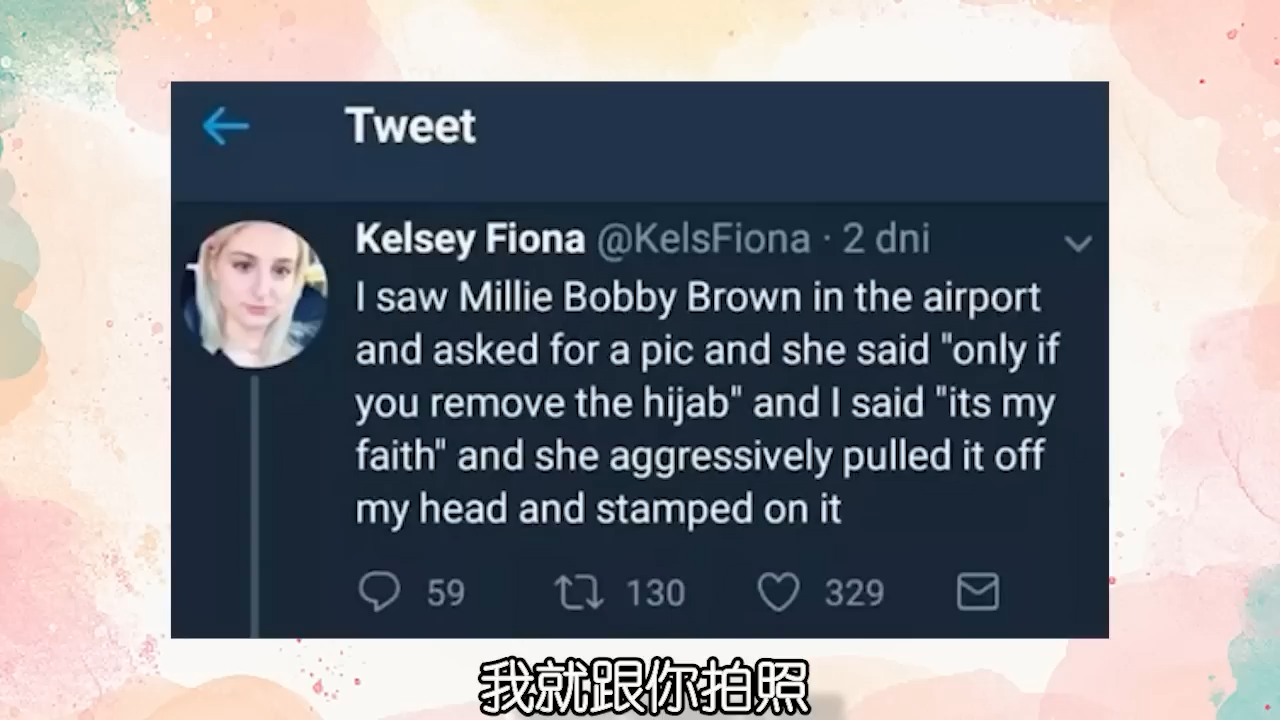 Tweet
Kelsey Fiona @KelsFiona · 2 dni
I saw Millie Bobby Brown in the airport
and asked for a pic and she said "only if
you remove the hijab" and I said "its my
faith" and she aggressively pulled it off
my head and stamped on it
59 130 329
我就跟你拍照